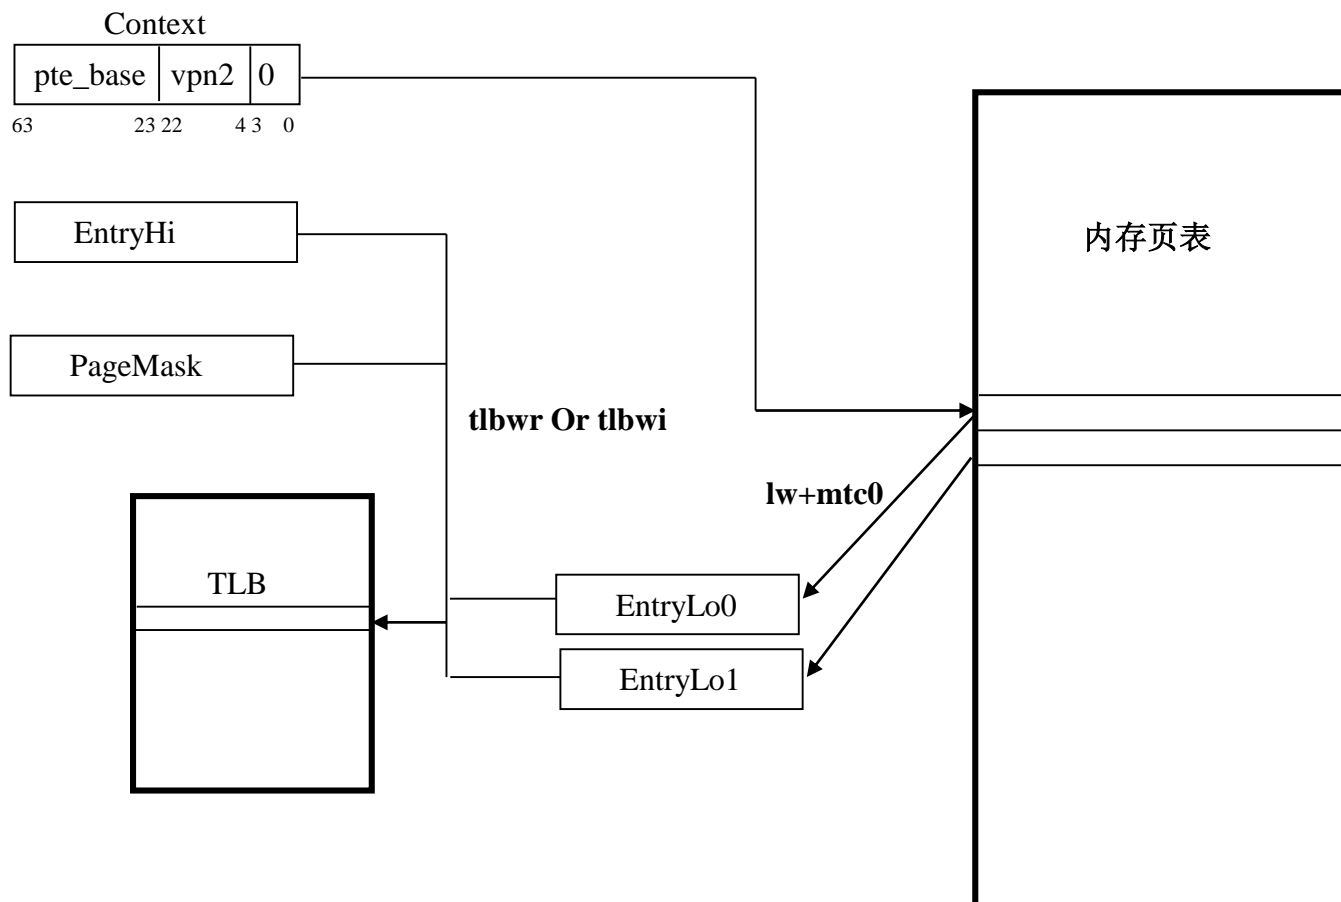 Context
pte_base vpn2 0
63 23 22 4 3 0
EntryHi
内存页表
PageMask
tlbwr Or tlbwi
lw+mtc0
TLB
EntryLo0
EntryLo1